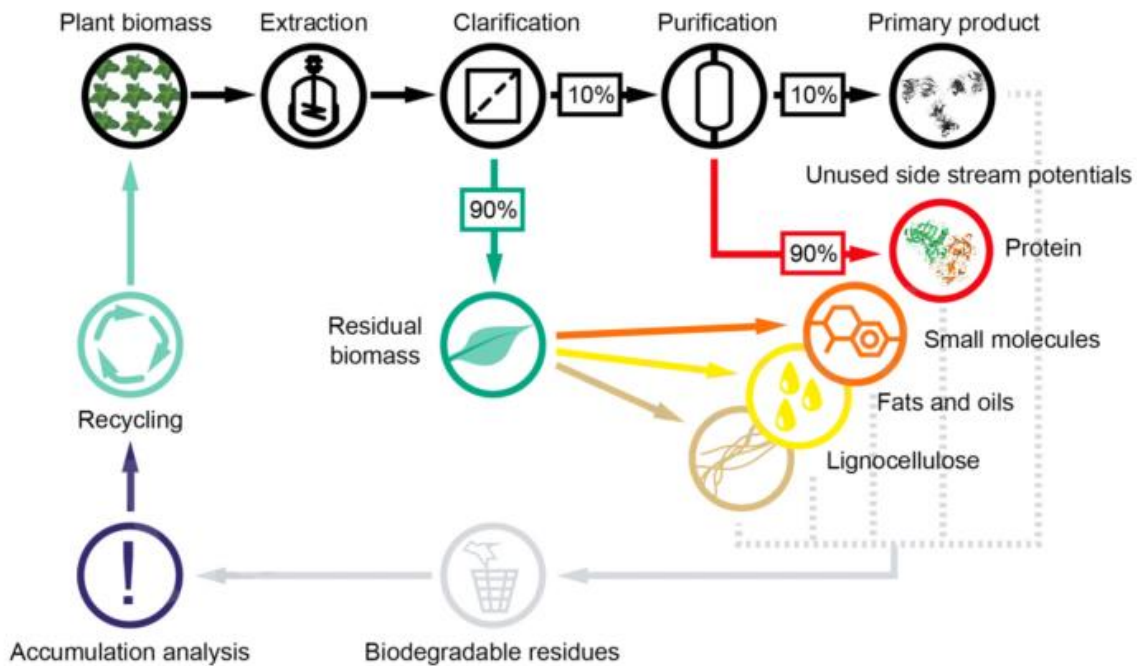 Plant biomass
Extraction
Clarification
Purification
Primary product
10%
10%
Unused side stream potentials
90%
90%
Protein
Residual
biomass
Small molecules
Fats and oils
Recycling
Lignocellulose
!
Accumulation analysis
Biodegradable residues